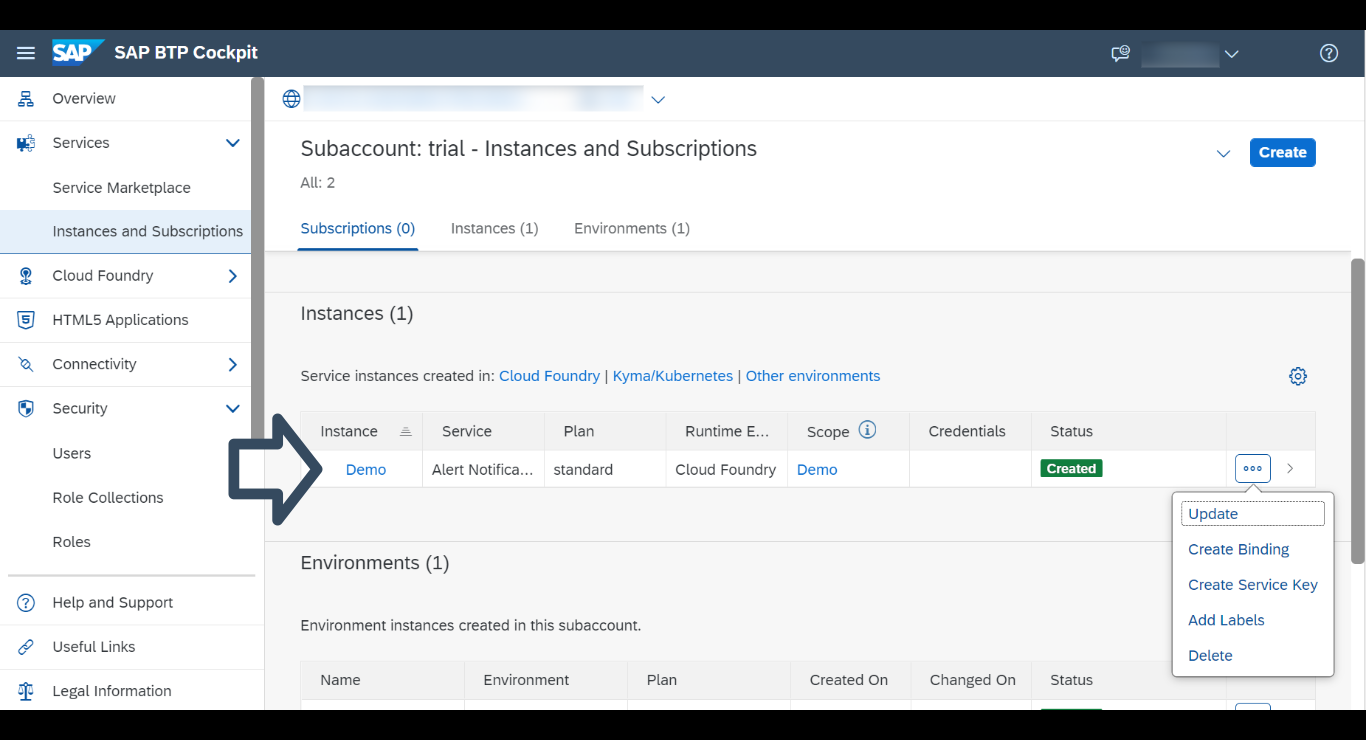 SAP SAP BTP Cockpit
Overview
Services
Service Marketplace
Instances and Subscriptions
Cloud Foundry
HTML5 Applications
Connectivity
Security
Users
Role Collections
Roles
Help and Support
Useful Links
Legal Information
Subaccount: trial - Instances and Subscriptions
Create
All: 2
Subscriptions (0) Instances (1) Environments (1)
Instances (1)
Service instances created in: Cloud Foundry | Kyma/Kubernetes | Other environments
Instance Service Plan Runtime E... Scope Credentials Status
Demo Alert Notifica... standard Cloud Foundry Demo Created
Update
Create Binding
Create Service Key
Add Labels
Delete
Environments (1)
Environment instances created in this subaccount.
Name Environment Plan Created On Changed On Status